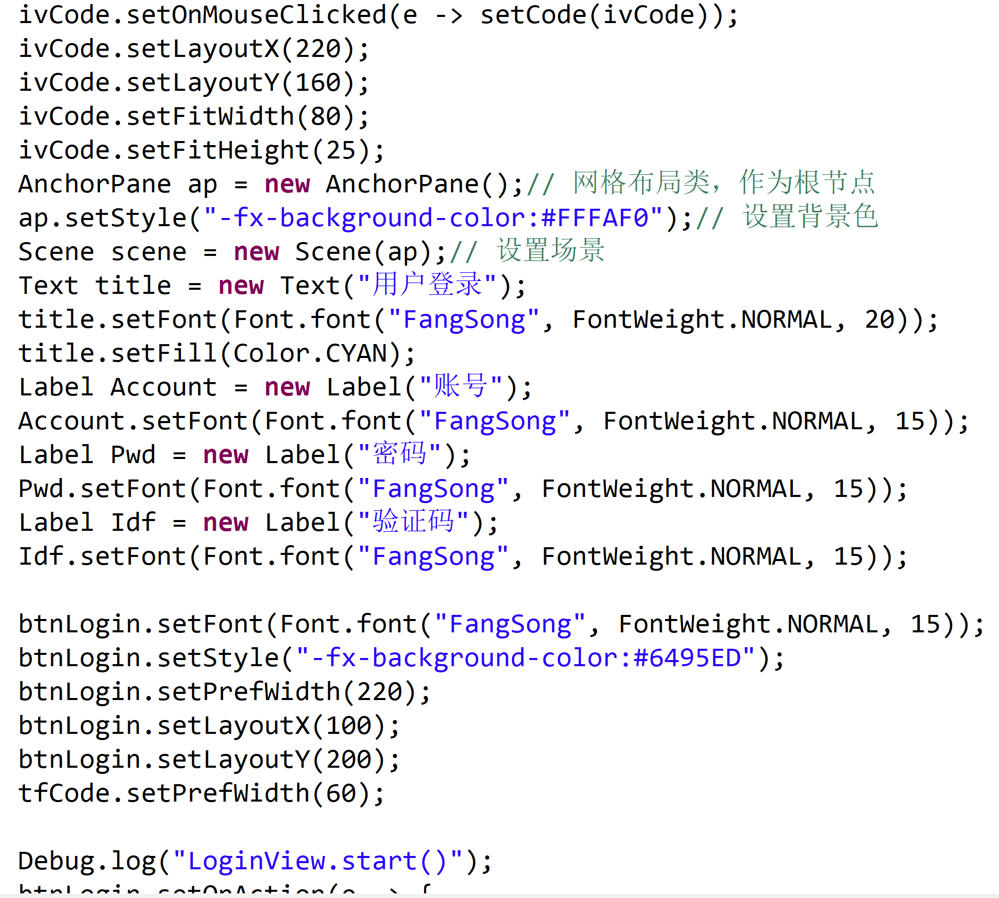 ivCode.setOnMouseClicked(e -> setCode(ivCode));
ivCode.setLayoutX(220);
ivCode.setLayoutY(160);
ivCode.setFitWidth(80);
ivCode.setFitHeight(25);
AnchorPane ap = new AnchorPane();// 网格布局类，作为根节点
ap.setStyle("-fx-background-color:#FFFAF0");// 设置背景色
Scene scene = new Scene(ap);// 设置场景
Text title = new Text("用户登录");
title.setFont(Font.font("FangSong", FontWeight.NORMAL, 20));
title.setFill(Color.CYAN);
Label Account = new Label("账号");
Account.setFont(Font.font("FangSong", FontWeight.NORMAL, 15));
Label Pwd = new Label("密码");
Pwd.setFont(Font.font("FangSong", FontWeight.NORMAL, 15));
Label Idf = new Label("验证码");
Idf.setFont(Font.font("FangSong", FontWeight.NORMAL, 15));
btnLogin.setFont(Font.font("FangSong", FontWeight.NORMAL, 15));
btnLogin.setStyle("-fx-background-color:#6495ED");
btnLogin.setPrefWidth(220);
btnLogin.setLayoutX(100);
btnLogin.setLayoutY(200);
tfCode.setPrefWidth(60);
Debug.log("LoginView.start()");
btnLogin.setOnAction(e -> {